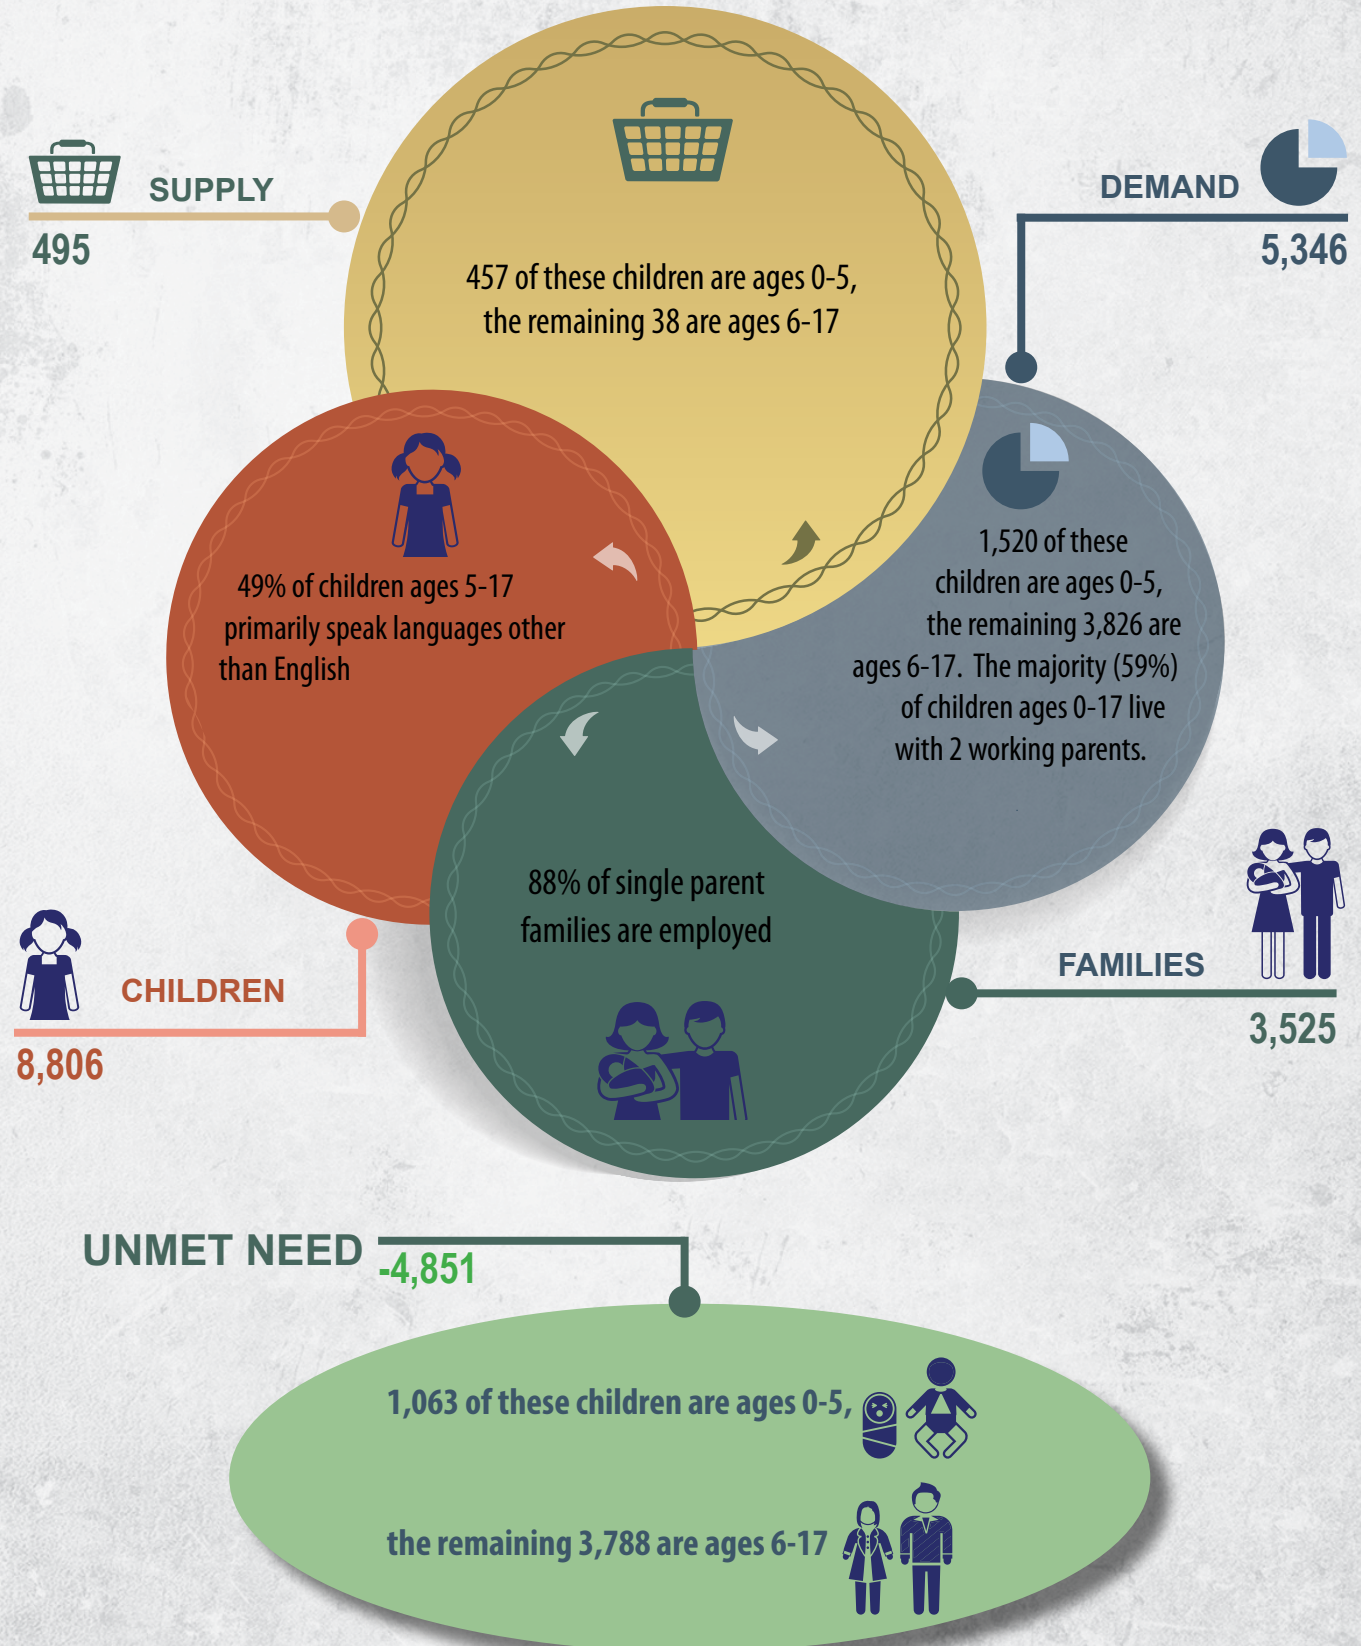 SUPPLY
495
DEMAND
5,346
457 of these children are ages 0-5,
the remaining 38 are ages 6-17
49% of children ages 5-17
primarily speak languages other
than English
1,520 of these
children are ages 0-5,
the remaining 3,826 are
ages 6-17. The majority (59%)
of children ages 0-17 live
with 2 working parents.
88% of single parent
families are employed
CHILDREN
8,806
FAMILIES
3,525
UNMET NEED
-4,851
1,063 of these children are ages 0-5,
the remaining 3,788 are ages 6-17